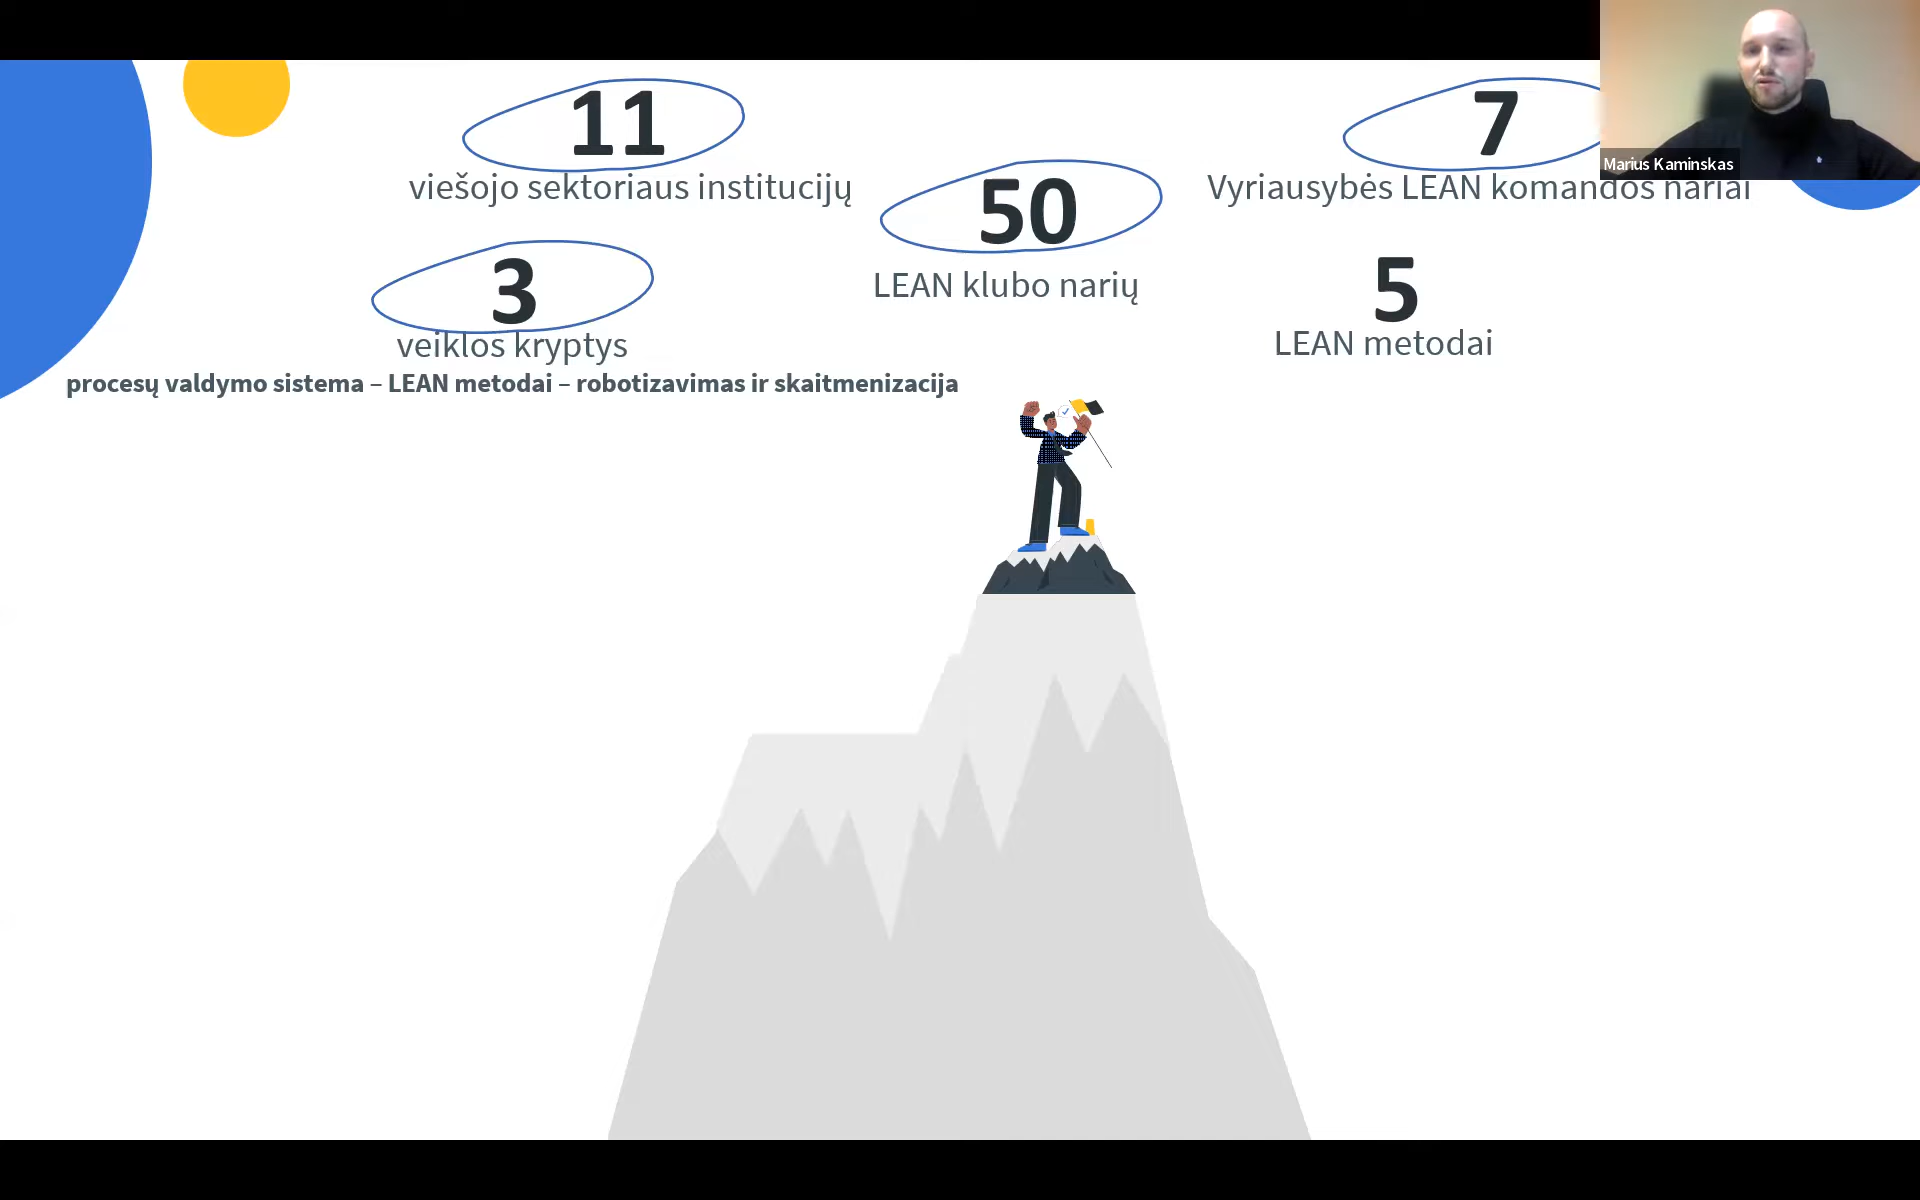 11
viešojo sektoriaus institucijų
50
LEAN klubo narių
7
Vyriausybės LEAN komandos nariai
3
veiklos kryptys
procesų valdymo sistema – LEAN metodai – robotizavimas ir skaitmenizacija
5
LEAN metodai
Marius Kaminskas